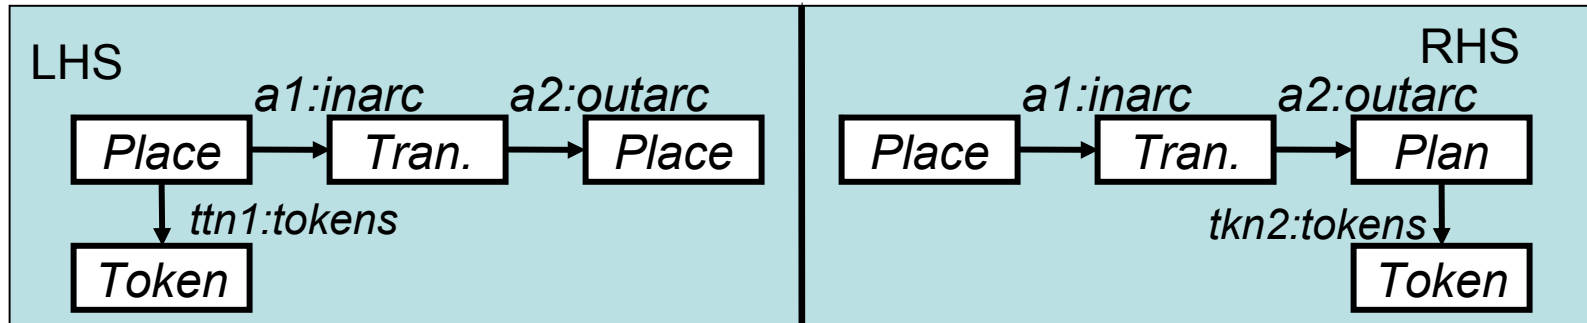 LHS
RHS
a1:inarc a2:outarc
a1:inarc a2:outarc
Place Tran. Place
Place Tran. Plan
ttn1:tokens
tkn2:tokens
Token
Token